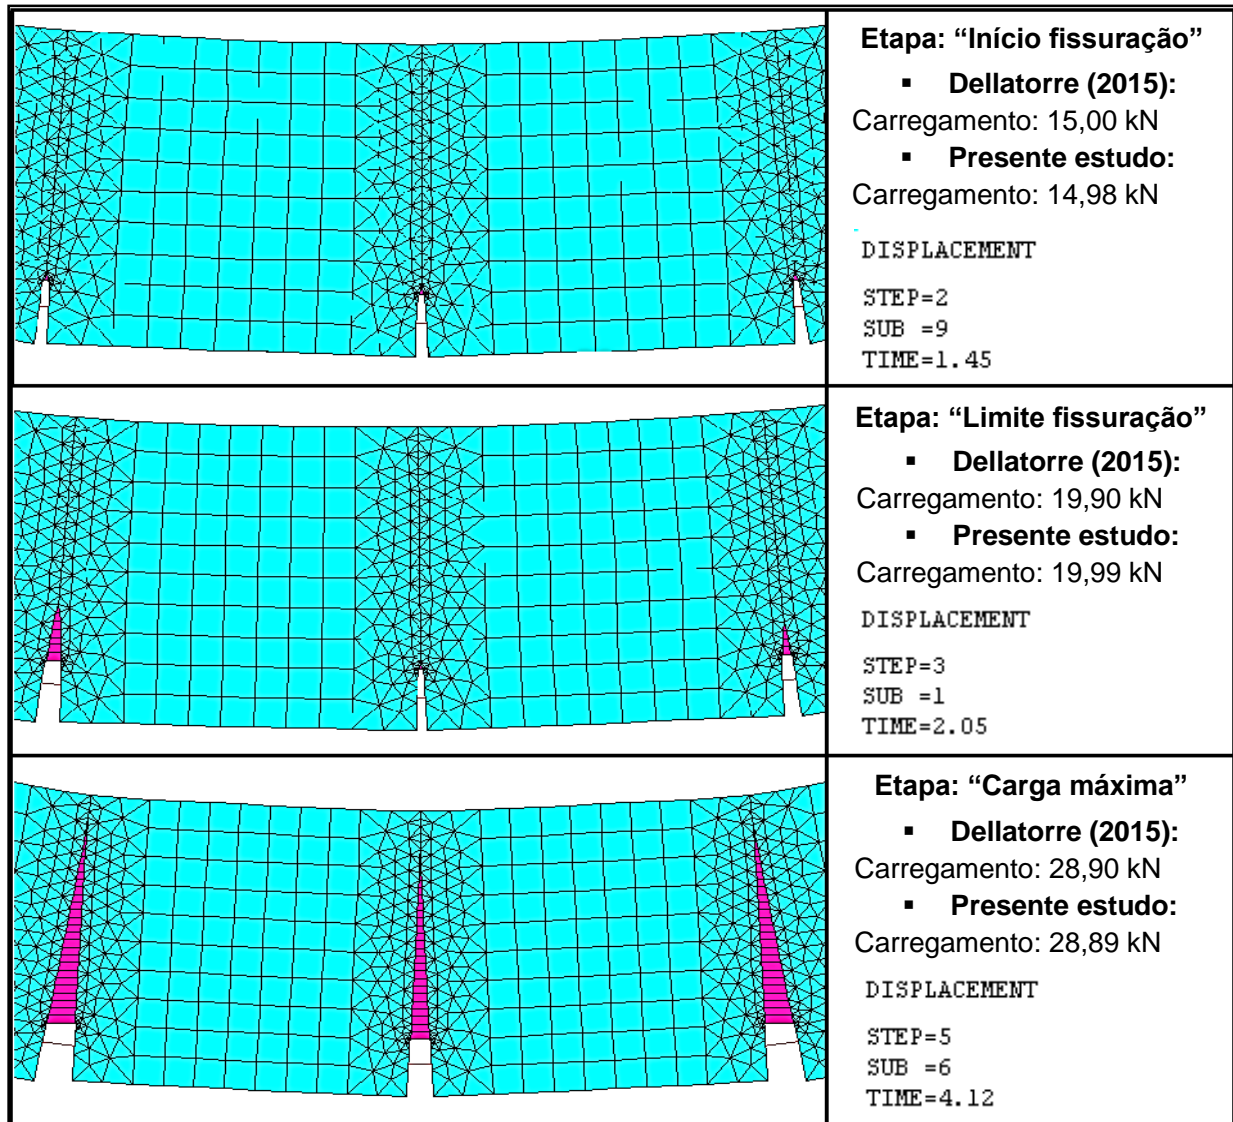 Etapa: “Início fissuração”
▪ Dellatorre (2015):
Carregamento: 15,00 kN
▪ Presente estudo:
Carregamento: 14,98 kN
DISPLACEMENT
STEP=2
SUB =9
TIME=1.45
Etapa: “Limite fissuração”
▪ Dellatorre (2015):
Carregamento: 19,90 kN
▪ Presente estudo:
Carregamento: 19,99 kN
DISPLACEMENT
STEP=3
SUB =1
TIME=2.05
Etapa: “Carga máxima”
▪ Dellatorre (2015):
Carregamento: 28,90 kN
▪ Presente estudo:
Carregamento: 28,89 kN
DISPLACEMENT
STEP=5
SUB =6
TIME=4.12